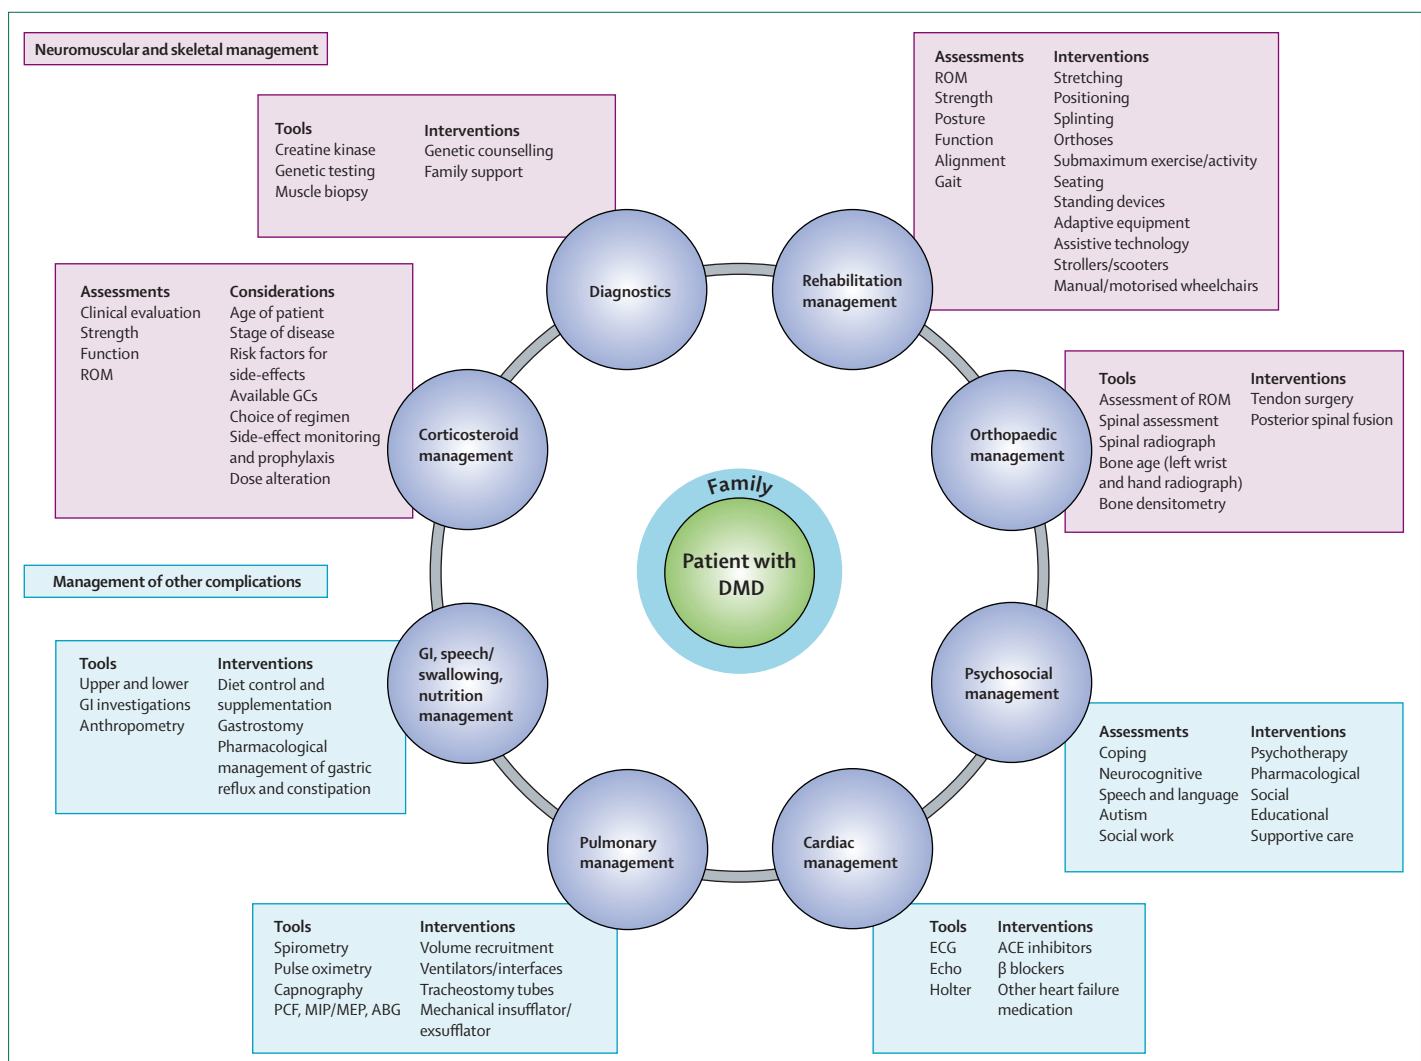 Neuromuscular and skeletal management
Tools
Creatine kinase
Genetic testing
Muscle biopsy
Interventions
Genetic counselling
Family support
Diagnostics
Assessments
ROM
Strength
Posture
Function
Alignment
Gait
Interventions
Stretching
Positioning
Splinting
Orthoses
Submaximum exercise/activity
Seating
Standing devices
Adaptive equipment
Assistive technology
Strollers/scooters
Manual/motorised wheelchairs
Rehabilitation
management
Assessments
Clinical evaluation
Strength
Function
ROM
Considerations
Age of patient
Stage of disease
Risk factors for
side-effects
Available GCs
Choice of regimen
Side-effect monitoring
and prophylaxis
Dose alteration
Corticosteroid
management
Tools
Assessment of ROM
Spinal assessment
Spinal radiograph
Bone age (left wrist
and hand radiograph)
Bone densitometry
Interventions
Tendon surgery
Posterior spinal fusion
Orthopaedic
management
Family
Patient with
DMD
Management of other complications
Tools
Upper and lower
GI investigations
Anthropometry
Interventions
Diet control and
supplementation
Gastrostomy
Pharmacological
management of gastric
reflux and constipation
GI, speech/
swallowing,
nutrition
management
Psychosocial
management
Assessments
Coping
Neurocognitive
Speech and language
Autism
Social work
Interventions
Psychotherapy
Pharmacological
Social
Educational
Supportive care
Pulmonary
management
Tools
Spirometry
Pulse oximetry
Capnography
PCF, MIP/MEP, ABG
Interventions
Volume recruitment
Ventilators/interfaces
Tracheostomy tubes
Mechanical insufflator/
exsufflator
Cardiac
management
Tools
ECG
Echo
Holter
Interventions
ACE inhibitors
β blockers
Other heart failure
medication